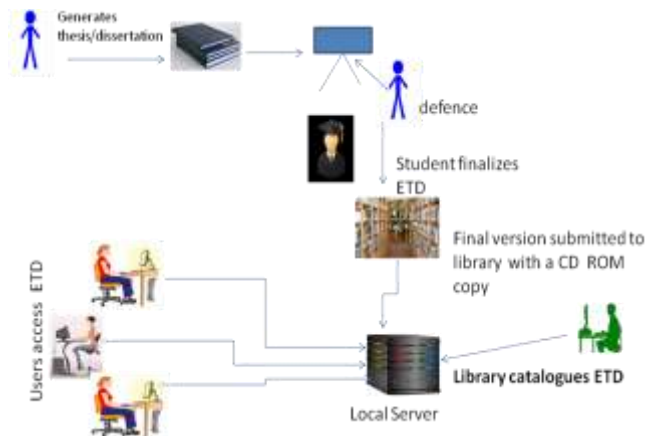 Generates
thesis/dissertation
defence
Student finalizes
ETD
Final version submitted to
library with a CD ROM
copy
Users access ETD
Library catalogues ETD
Local Server